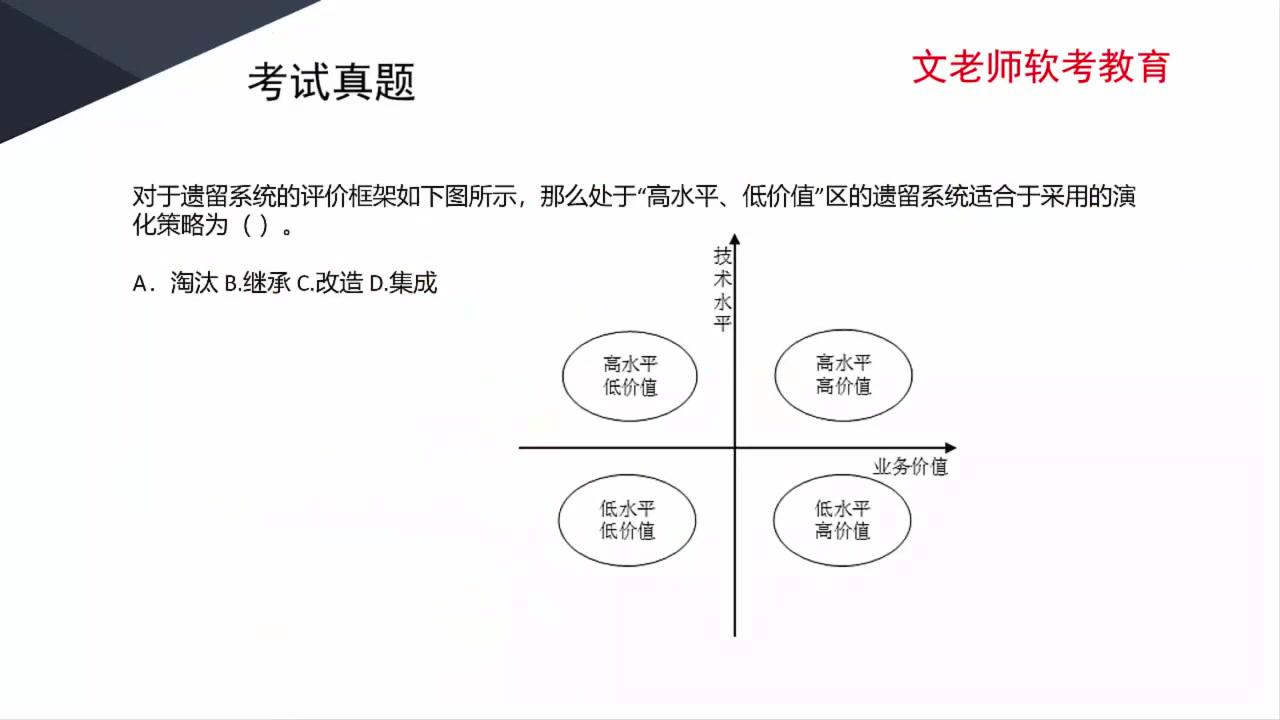 考试真题
文老师软考教育
对于遗留系统的评价框架如下图所示，那么处于“高水平、低价值”区的遗留系统适合于采用的演
化策略为（ ）。
A．淘汰 B.继承 C.改造 D.集成
技
术
水
平
高水平
低价值
高水平
高价值
业务价值
低水平
低价值
低水平
高价值